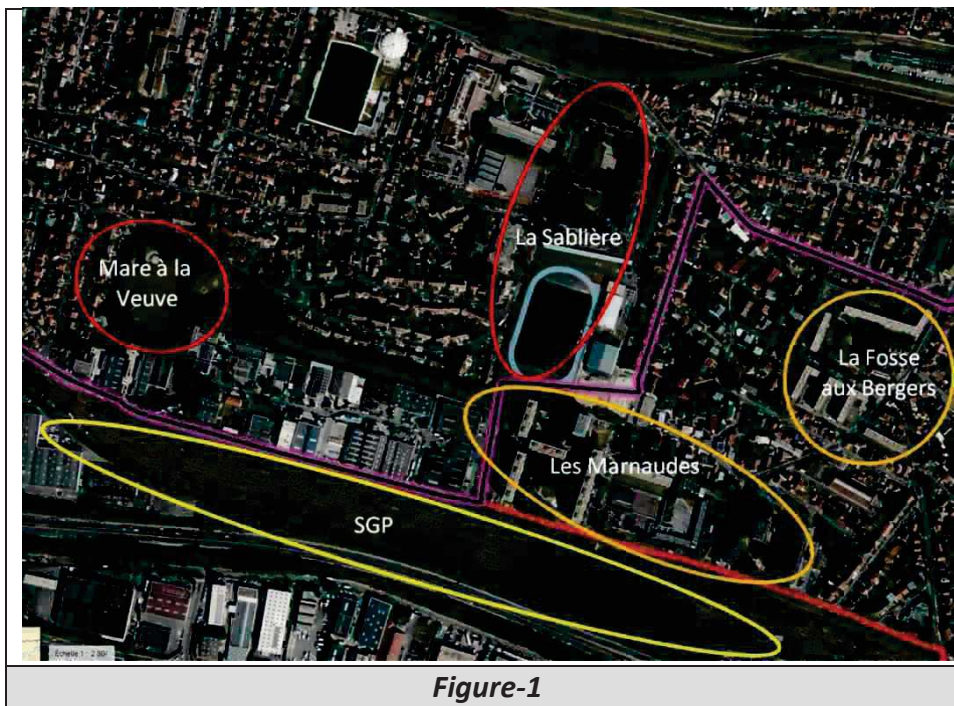 La Sablière
Mare à la
Veuve
La Fosse
aux Bergers
Les Marnaudes
SGP
Figure-1